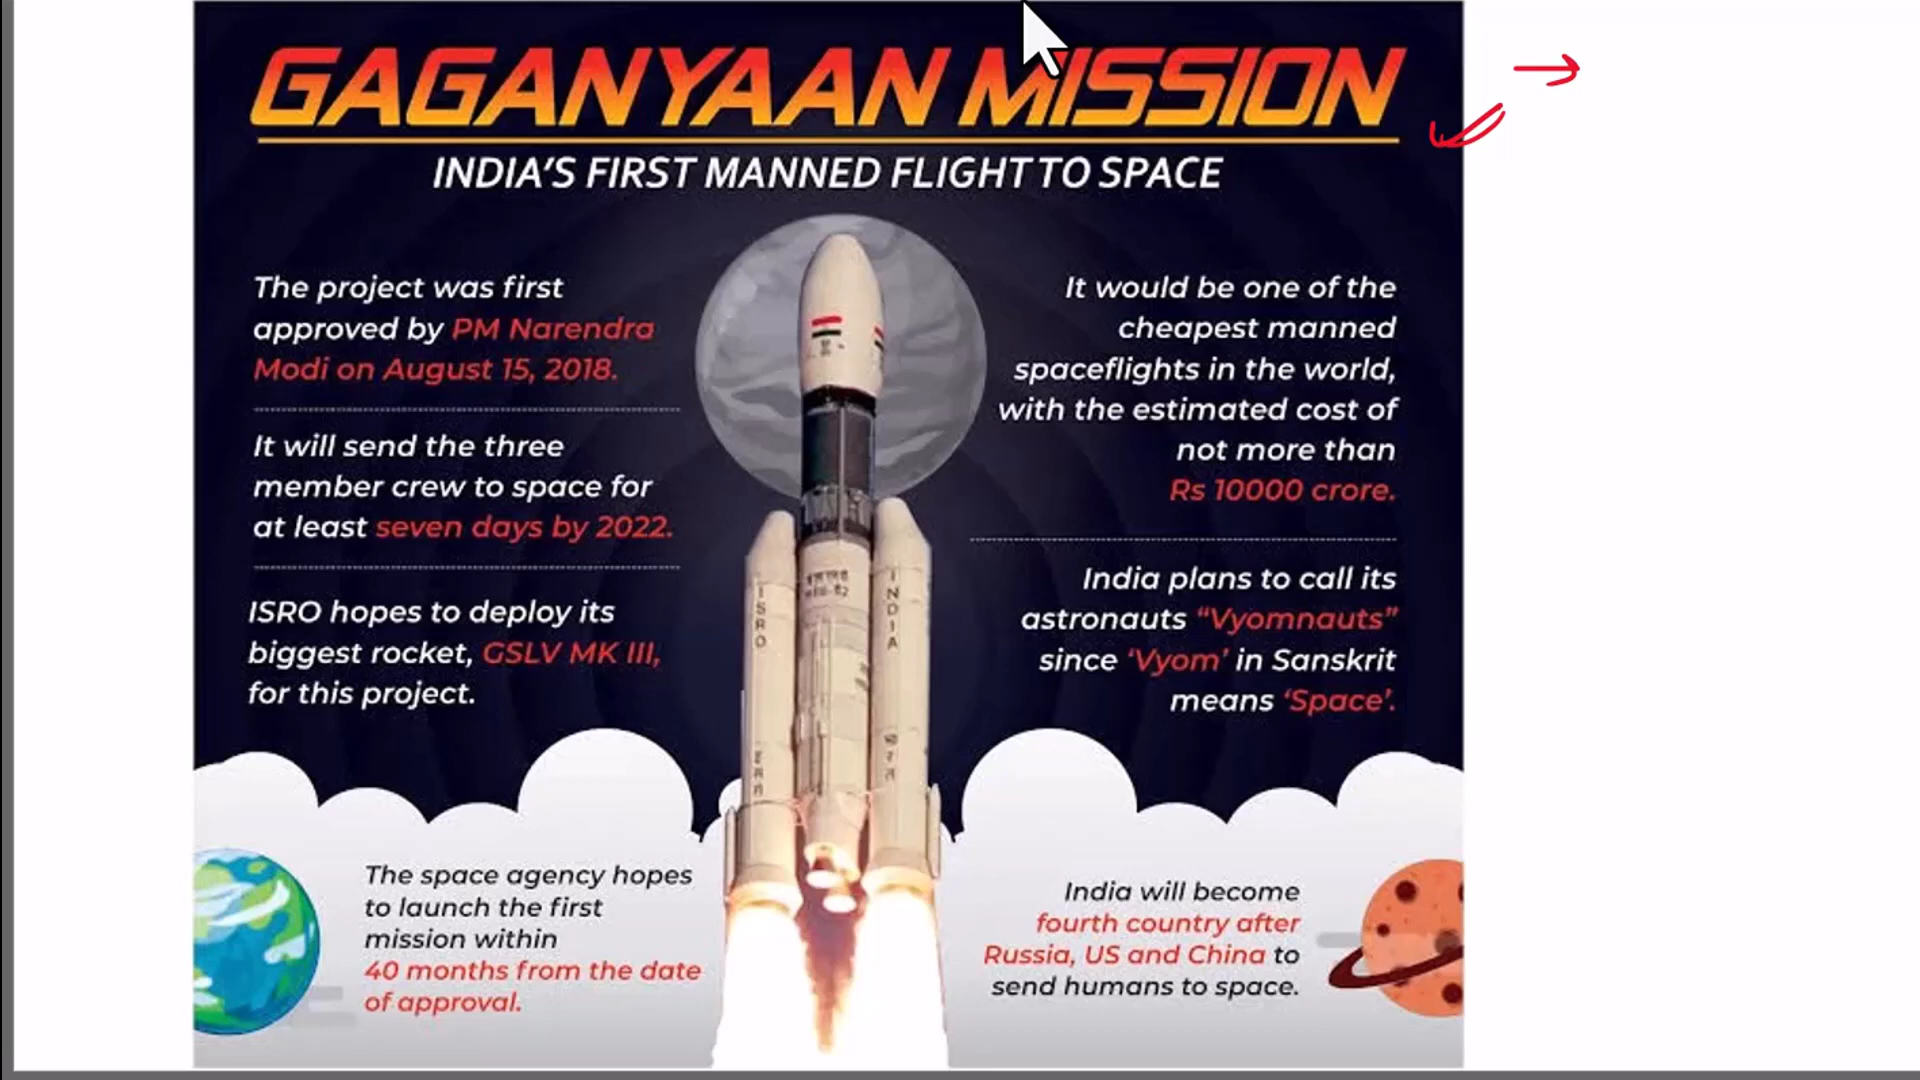 GAGANYAAN MISSION
INDIA'S FIRST MANNED FLIGHT TO SPACE
The project was first
approved by PM Narendra
Modi on August 15, 2018.
It will send the three
member crew to space for
at least seven days by 2022.
ISRO hopes to deploy its
biggest rocket, GSLV MK III,
for this project.
It would be one of the
cheapest manned
spaceflights in the world,
with the estimated cost of
not more than
Rs 10000 crore.
India plans to call its
astronauts “Vyomnauts”
since ‘Vyom’ in Sanskrit
means ‘Space’.
ISRO
INDIA
The space agency hopes
to launch the first
mission within
40 months from the date
of approval.
India will become
fourth country after
Russia, US and China to
send humans to space.